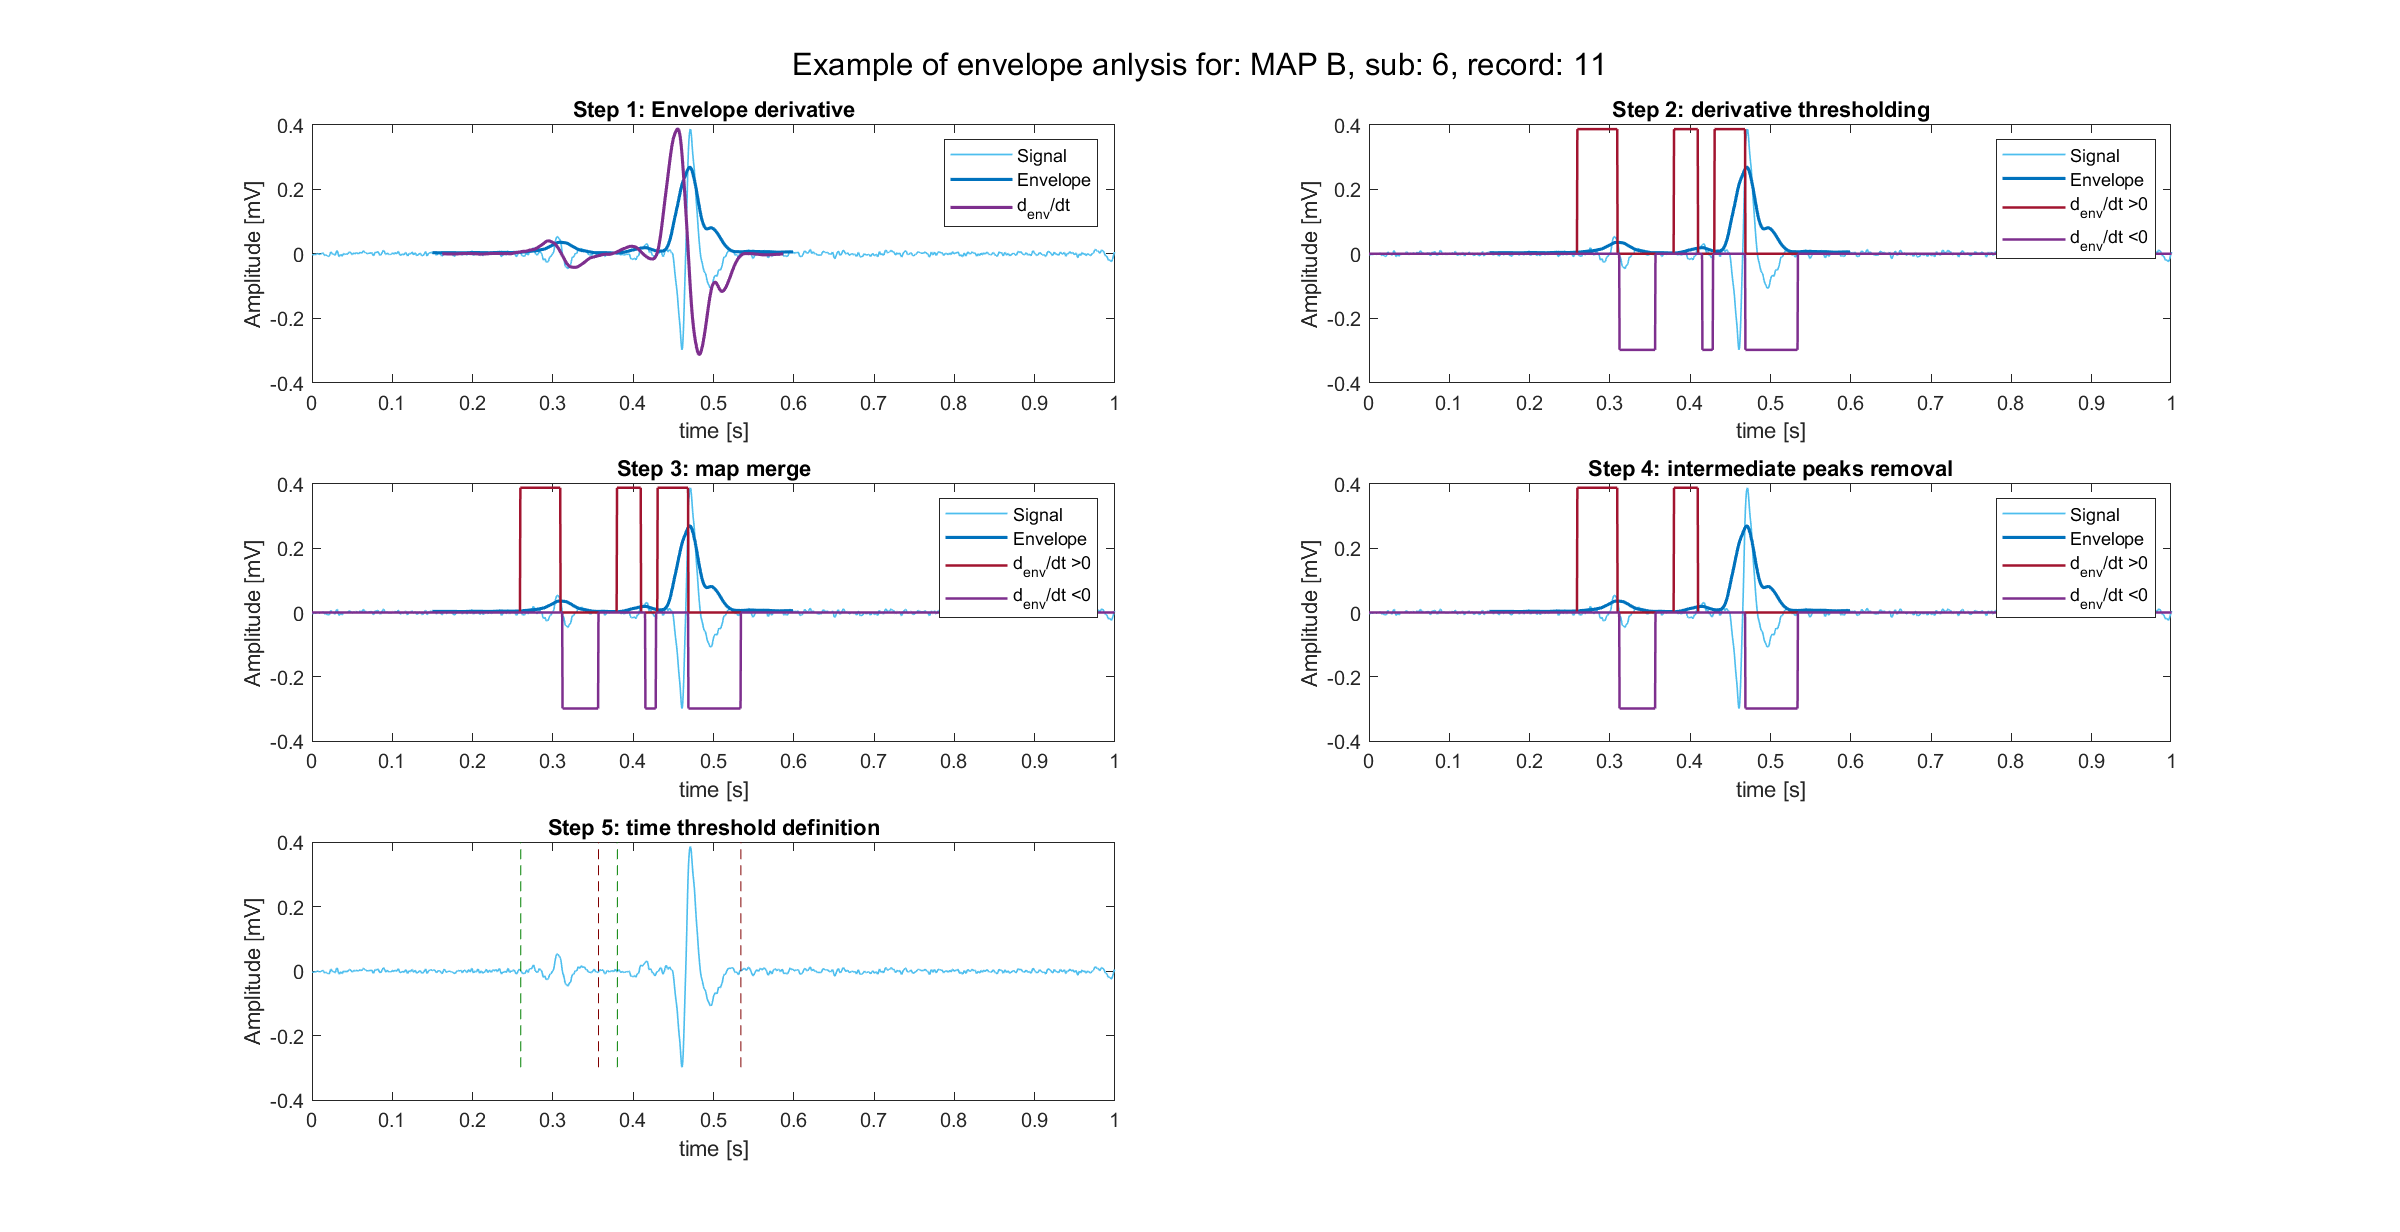 Example of envelope anlysis for: MAP B, sub: 6, record: 11
Step 1: Envelope derivative
Amplitude [mV]
0.4
0.2
0
-0.2
-0.4
0 0.1 0.2 0.3 0.4 0.5 0.6 0.7 0.8 0.9 1
time [s]
Signal
Envelope
d_env/dt
Step 2: derivative thresholding
Amplitude [mV]
0.4
0.2
0
-0.2
-0.4
0 0.1 0.2 0.3 0.4 0.5 0.6 0.7 0.8 0.9 1
time [s]
Signal
Envelope
d_env/dt >0
d_env/dt <0
Step 3: map merge
Amplitude [mV]
0.4
0.2
0
-0.2
-0.4
0 0.1 0.2 0.3 0.4 0.5 0.6 0.7 0.8 0.9 1
time [s]
Signal
Envelope
d_env/dt >0
d_env/dt <0
Step 4: intermediate peaks removal
Amplitude [mV]
0.4
0.2
0
-0.2
-0.4
0 0.1 0.2 0.3 0.4 0.5 0.6 0.7 0.8 0.9 1
time [s]
Signal
Envelope
d_env/dt >0
d_env/dt <0
Step 5: time threshold definition
Amplitude [mV]
0.4
0.2
0
-0.2
-0.4
0 0.1 0.2 0.3 0.4 0.5 0.6 0.7 0.8 0.9 1
time [s]